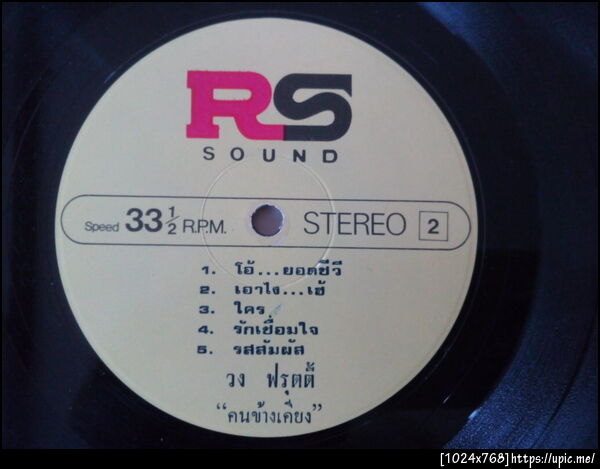 RS
SOUND
Speed 33 1/2 R.P.M. STEREO 2
1. โอ้...ยอดชีวี
2. เอาไง...เฮ้
3. ใคร
4. รักเชื่อมใจ
5. รสสัมผัส
วง ฟรุตตี้
“คนข้างเคียง”
[1024x768]https://upic.me/